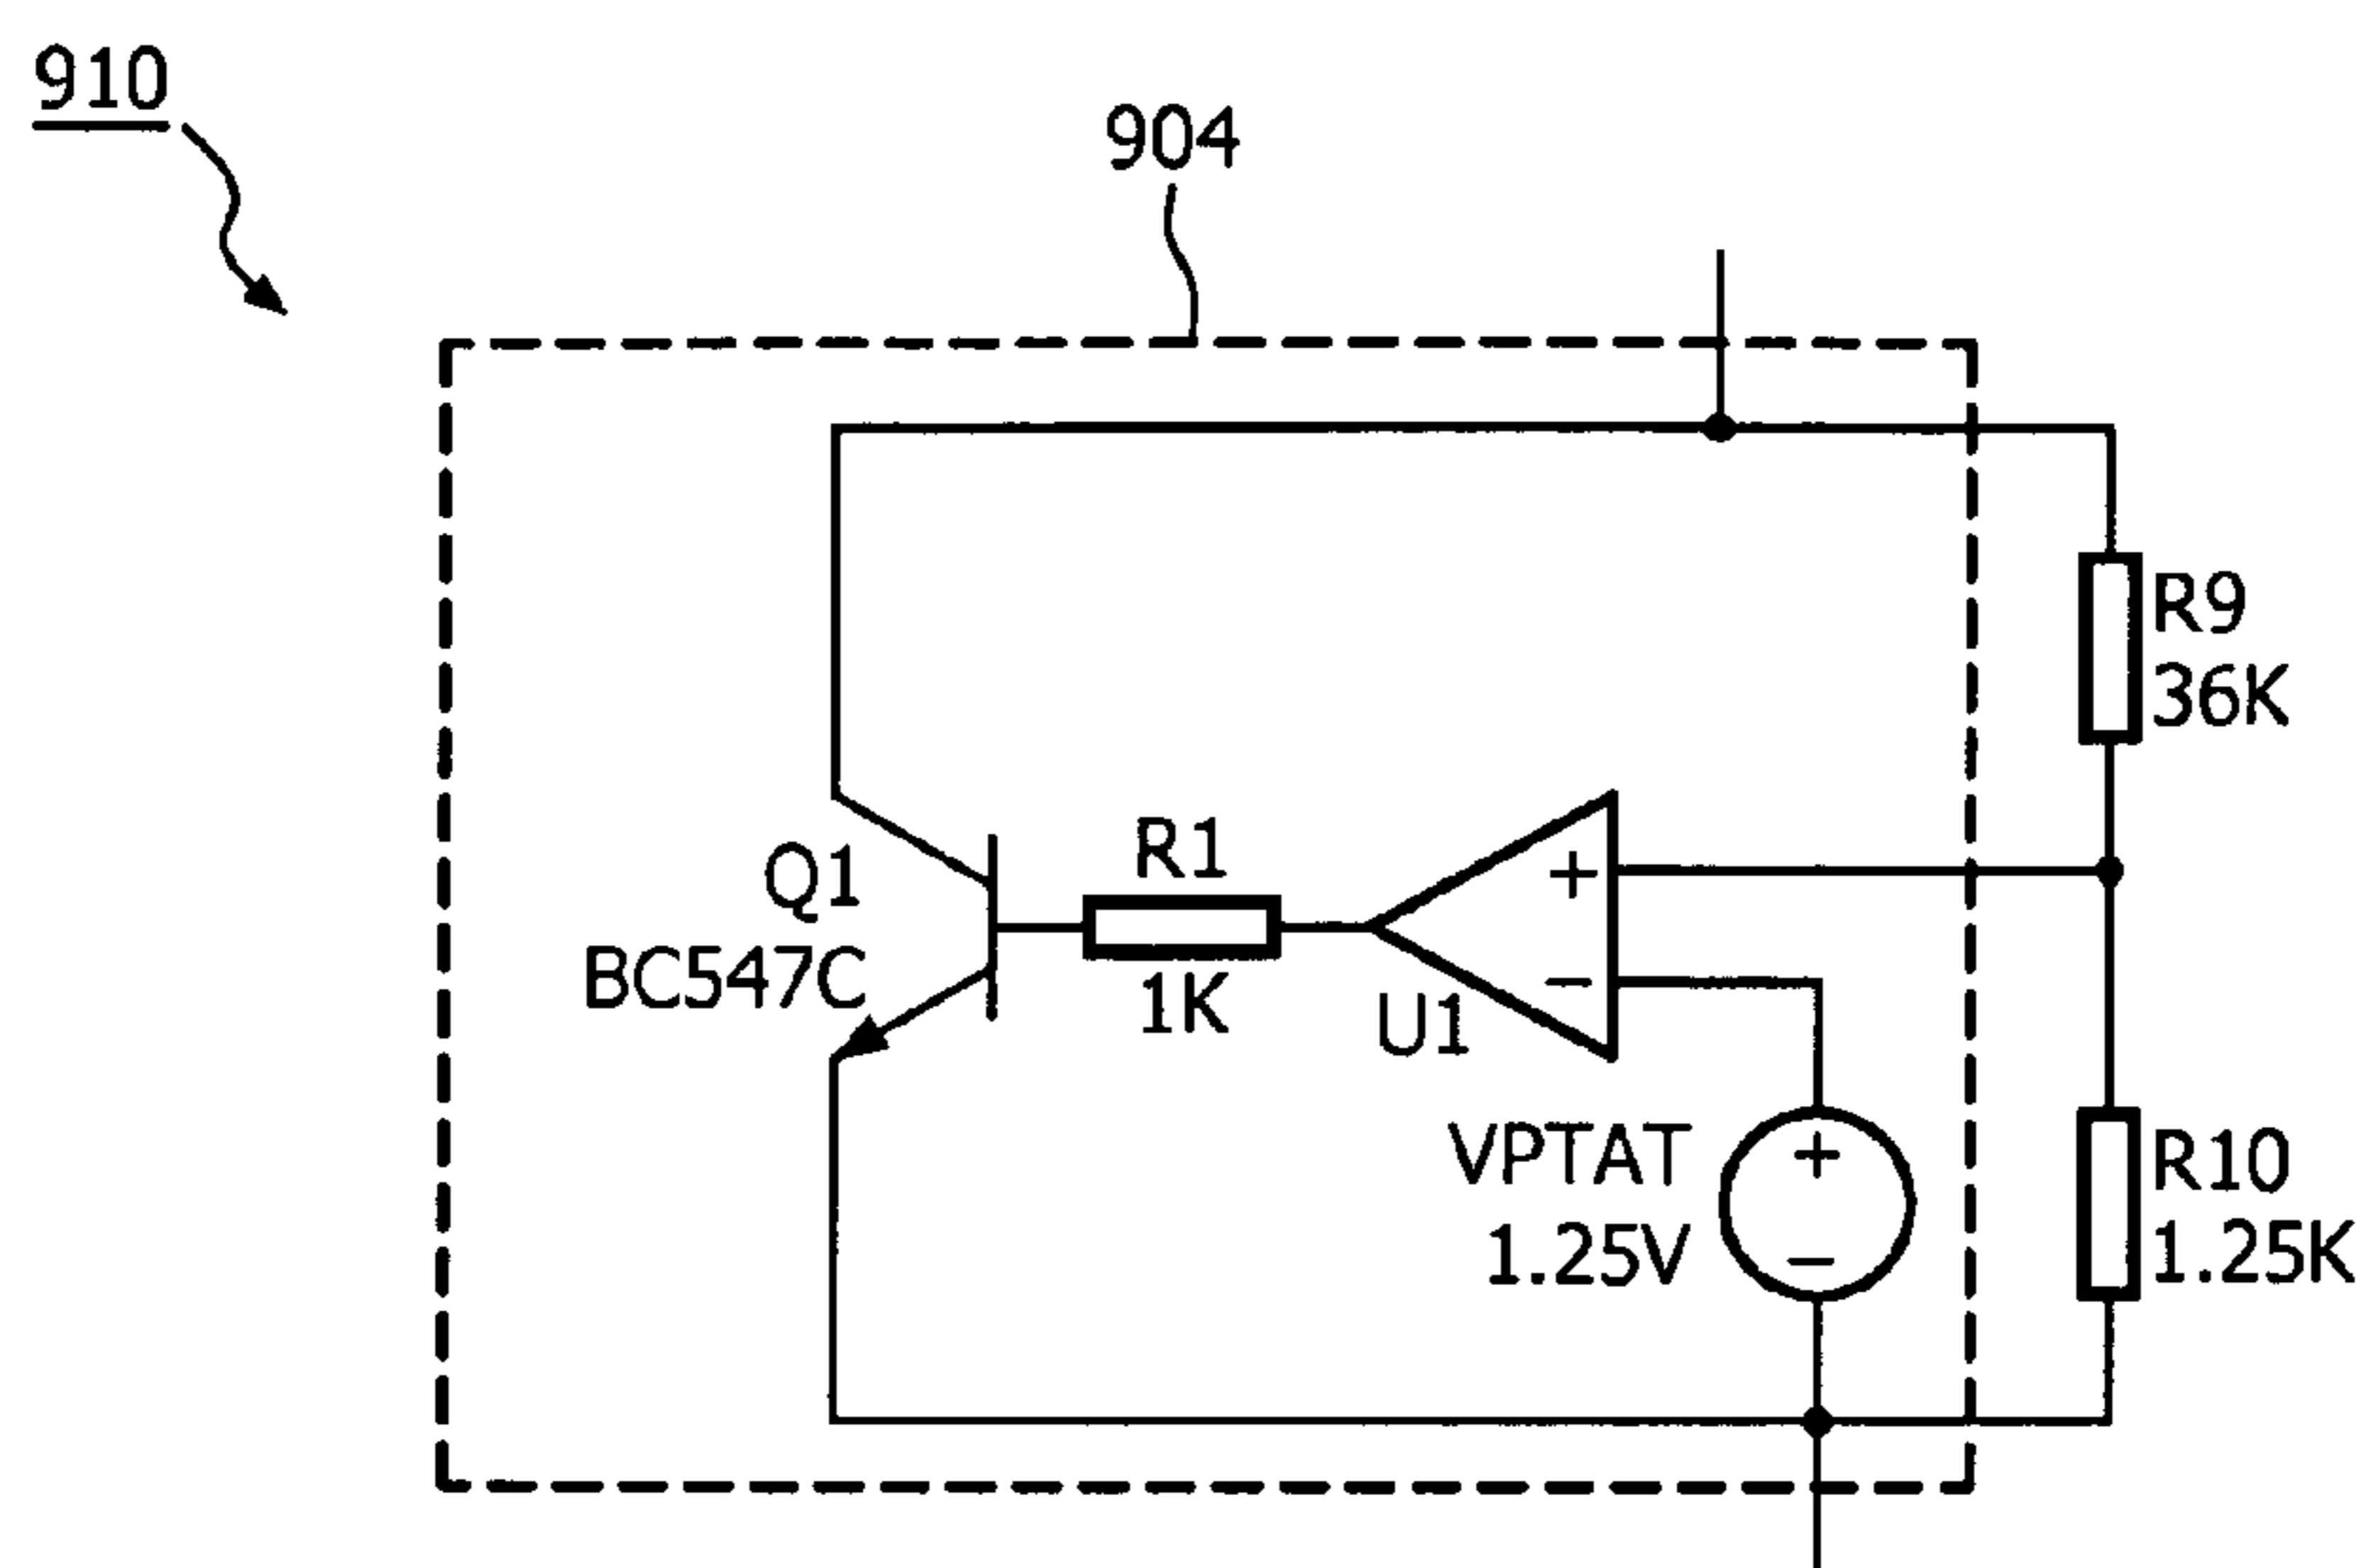 910
904
R9
36K
R1
Q1
+
BC547C
1K
−
U1
VPTAT
+
R10
1.25V
−
1.25K